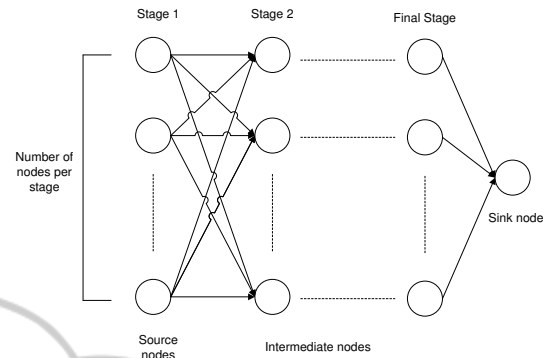 Stage 1
Stage 2
Final Stage
Number of
nodes per
stage
Sink node
Source
nodes
Intermediate nodes